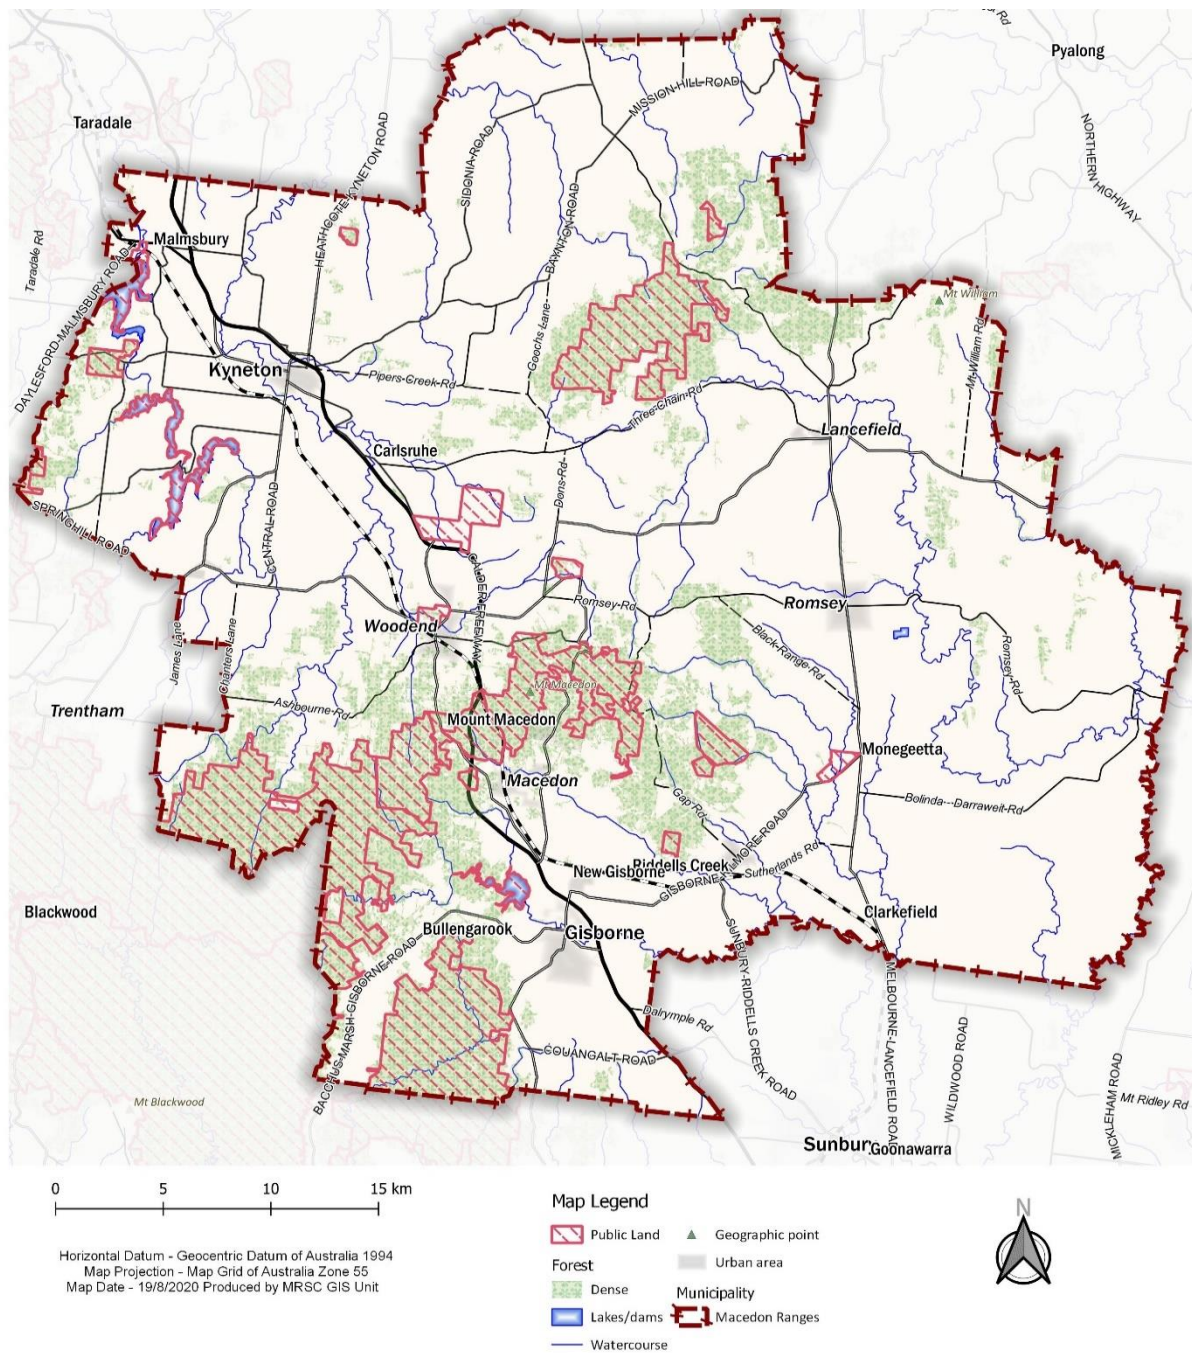 Pyalong
MISSION HILL ROAD
Taradale
NORTHERN HIGHWAY
SIDONIA ROAD
HEATHCOTE-KYNETON ROAD
BAYNTON ROAD
Taradale Rd
Malmsbury
DAYLESFORD-MALMSBURY ROAD
Mt William
Goochs Lane
Mt William Rd
Kyneton
Pipers Creek Rd
Three Chain Rd
Lancefield
Carlsruhe
Dons Rd
SPRINGHILL ROAD
CENTRAL ROAD
CALDER FREEWAY
Romsey Rd
Romsey
Woodend
James Lane
Chanters Lane
Black Range Rd
Romsey Rd
Mt Macedon
Trentham
Ashbourne Rd
Mount Macedon
Monegeetta
Macedon
Gap Rd
Bolinda---Darraweit Rd
GISBORNE-KILMORE ROAD
Riddells Creek
New Gisborne
Sutherlands Rd
Blackwood
Clarkefield
Bullengarook
Gisborne
BACCHUS-MARSH-GISBORNE-ROAD
SUNBURY-RIDDELLS CREEK ROAD
MELBOURNE-LANCEFIELD ROAD
Dalrymple Rd
COUANGALT ROAD
WILDWOOD ROAD
MICKLEHAM ROAD
Mt Blackwood
Mt Ridley Rd
Sunbur
Goonawarra
0 5 10 15 km
Horizontal Datum - Geocentric Datum of Australia 1994
Map Projection - Map Grid of Australia Zone 55
Map Date - 19/8/2020 Produced by MRSC GIS Unit
Map Legend
Public Land
Geographic point
Forest
Urban area
Dense
Municipality
Lakes/dams
Macedon Ranges
Watercourse
N